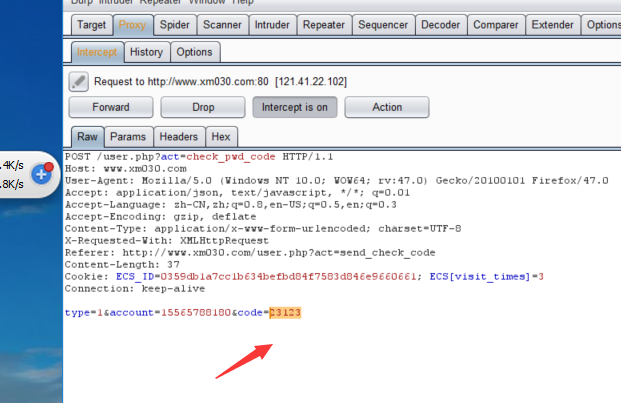 Burp Intruder Repeater Window Help
Target Proxy Spider Scanner Intruder Repeater Sequencer Decoder Comparer Extender Options
Intercept History Options
Request to http://www.xm030.com:80 [121.41.22.102]
Forward Drop Intercept is on Action
Raw Params Headers Hex
.4K/s
.8K/s
POST /user.php?act=check_pwd_code HTTP/1.1
Host: www.xm030.com
User-Agent: Mozilla/5.0 (Windows NT 10.0; WOW64; rv:47.0) Gecko/20100101 Firefox/47.0
Accept: application/json, text/javascript, */*; q=0.01
Accept-Language: zh-CN,zh;q=0.8,en-US;q=0.5,en;q=0.3
Accept-Encoding: gzip, deflate
Content-Type: application/x-www-form-urlencoded; charset=UTF-8
X-Requested-With: XMLHttpRequest
Referer: http://www.xm030.com/user.php?act=send_check_code
Content-Length: 37
Cookie: ECS_ID=0359db1a7cc1b634befbd84f7583d846e9660661; ECS[visit_times]=3
Connection: keep-alive
type=1&account=15565788180&code=23123